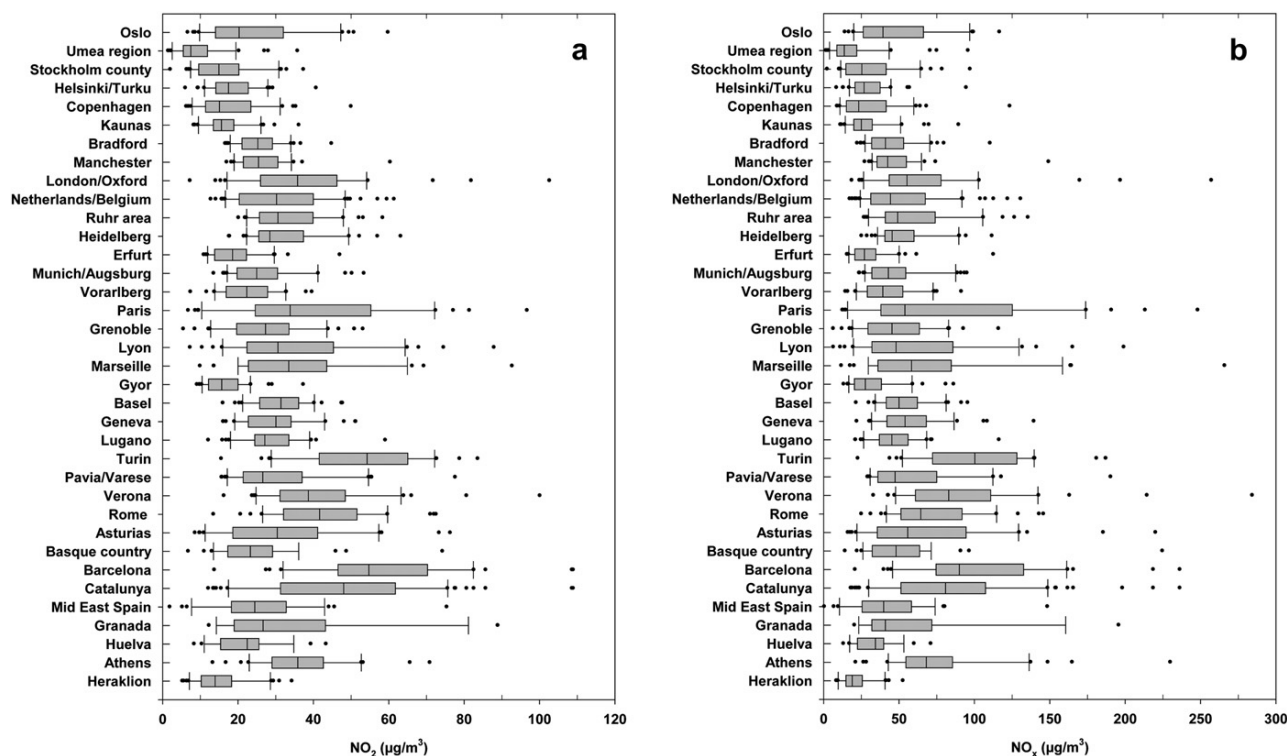 a
Oslo
Umea region
Stockholm county
Helsinki/Turku
Copenhagen
Kaunas
Bradford
Manchester
London/Oxford
Netherlands/Belgium
Ruhr area
Heidelberg
Erfurt
Munich/Augsburg
Vorarlberg
Paris
Grenoble
Lyon
Marseille
Gyor
Basel
Geneva
Lugano
Turin
Pavia/Varese
Verona
Rome
Asturias
Basque country
Barcelona
Catalunya
Mid East Spain
Granada
Huelva
Athens
Heraklion
0 20 40 60 80 100 120
NO₂ (µg/m³)
b
Oslo
Umea region
Stockholm county
Helsinki/Turku
Copenhagen
Kaunas
Bradford
Manchester
London/Oxford
Netherlands/Belgium
Ruhr area
Heidelberg
Erfurt
Munich/Augsburg
Vorarlberg
Paris
Grenoble
Lyon
Marseille
Gyor
Basel
Geneva
Lugano
Turin
Pavia/Varese
Verona
Rome
Asturias
Basque country
Barcelona
Catalunya
Mid East Spain
Granada
Huelva
Athens
Heraklion
0 50 100 150 200 250 300
NOₓ (µg/m³)